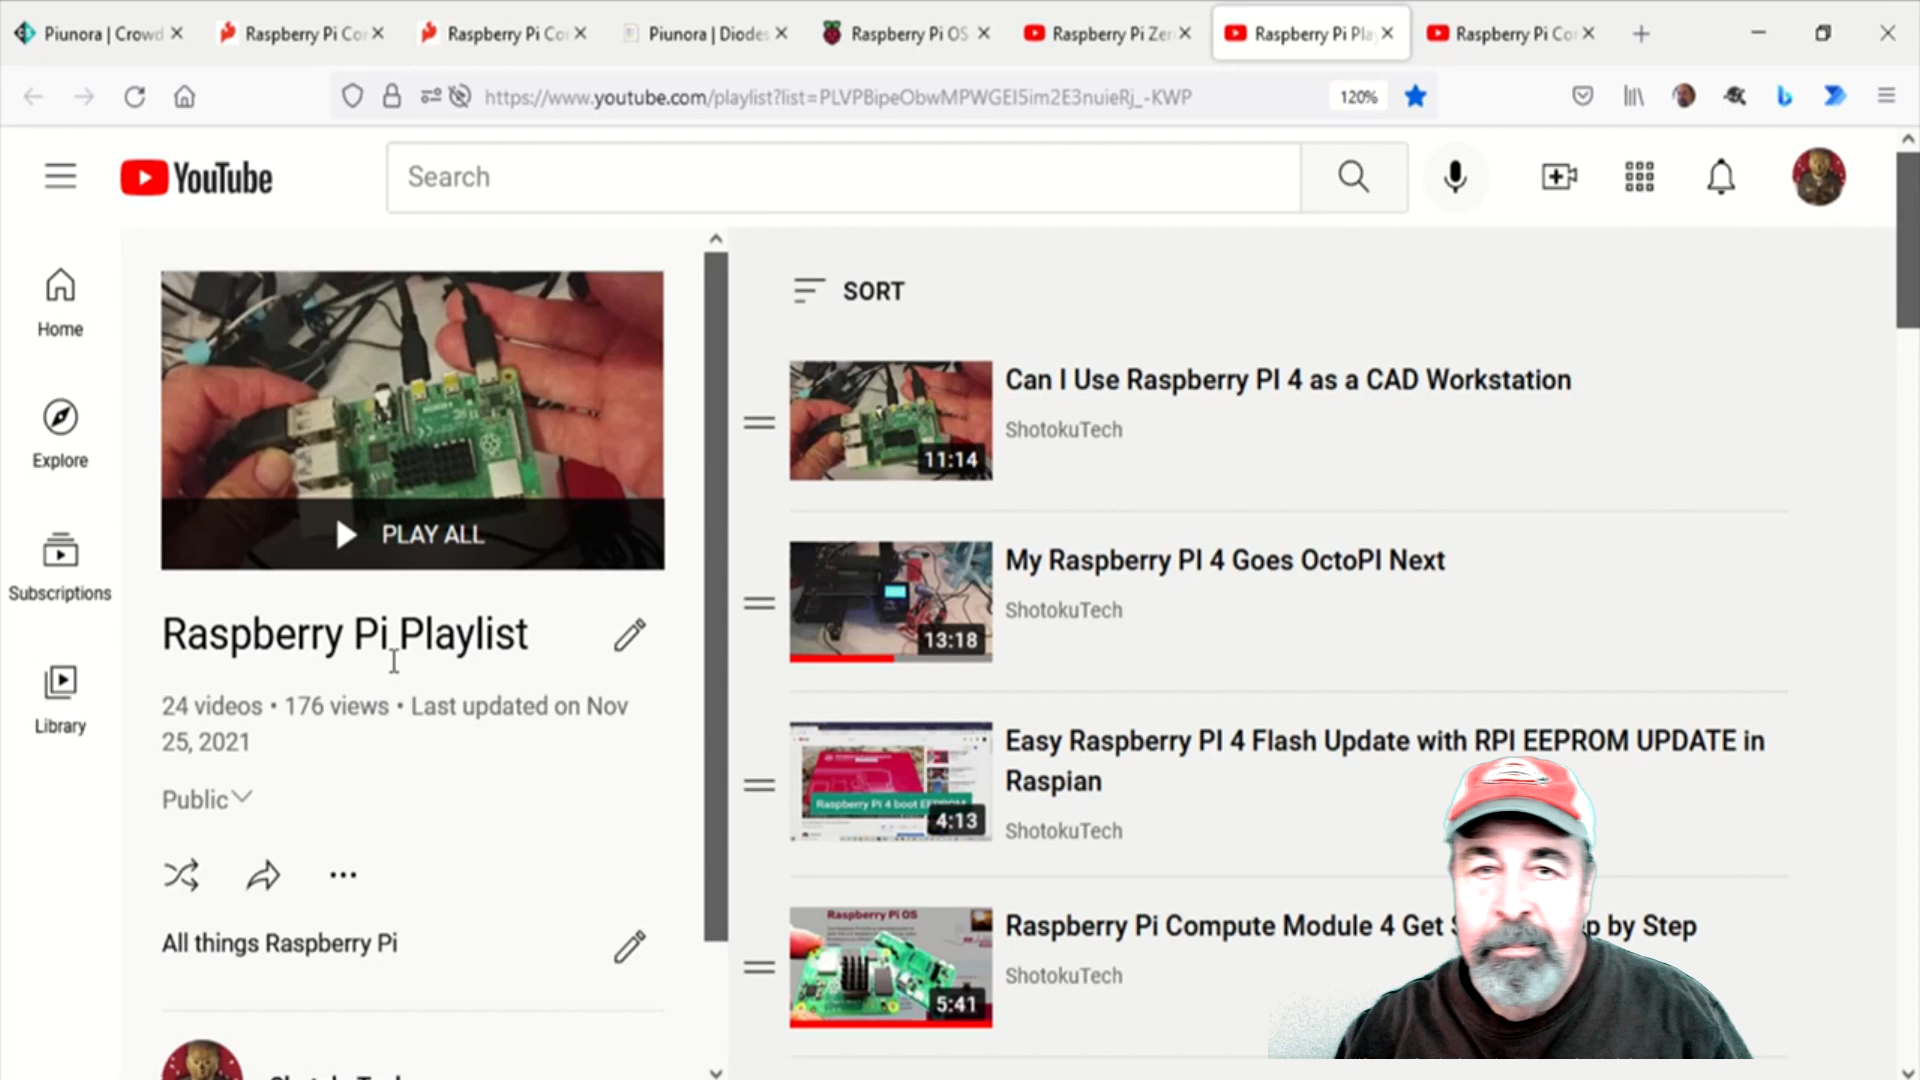 Piunora | Crowd
Raspberry Pi Co
Raspberry Pi Co
Piunora | Diodes
Raspberry Pi OS
Raspberry Pi Zer
Raspberry Pi Pla
Raspberry Pi Co
https://www.youtube.com/playlist?list=PLVPBipeObwMPWGEI5im2E3nuieRj_-KWP
120%
YouTube
Search
Home
Explore
Subscriptions
Library
PLAY ALL
Raspberry Pi Playlist
24 videos • 176 views • Last updated on Nov
25, 2021
Public
All things Raspberry Pi
SORT
Can I Use Raspberry PI 4 as a CAD Workstation
ShotokuTech
11:14
My Raspberry PI 4 Goes OctoPI Next
ShotokuTech
13:18
Easy Raspberry PI 4 Flash Update with RPI EEPROM UPDATE in
Raspian
ShotokuTech
Raspberry Pi 4 boot
4:13
Raspberry Pi Compute Module 4 Get S p by Step
ShotokuTech
Raspberry Pi OS
5:41